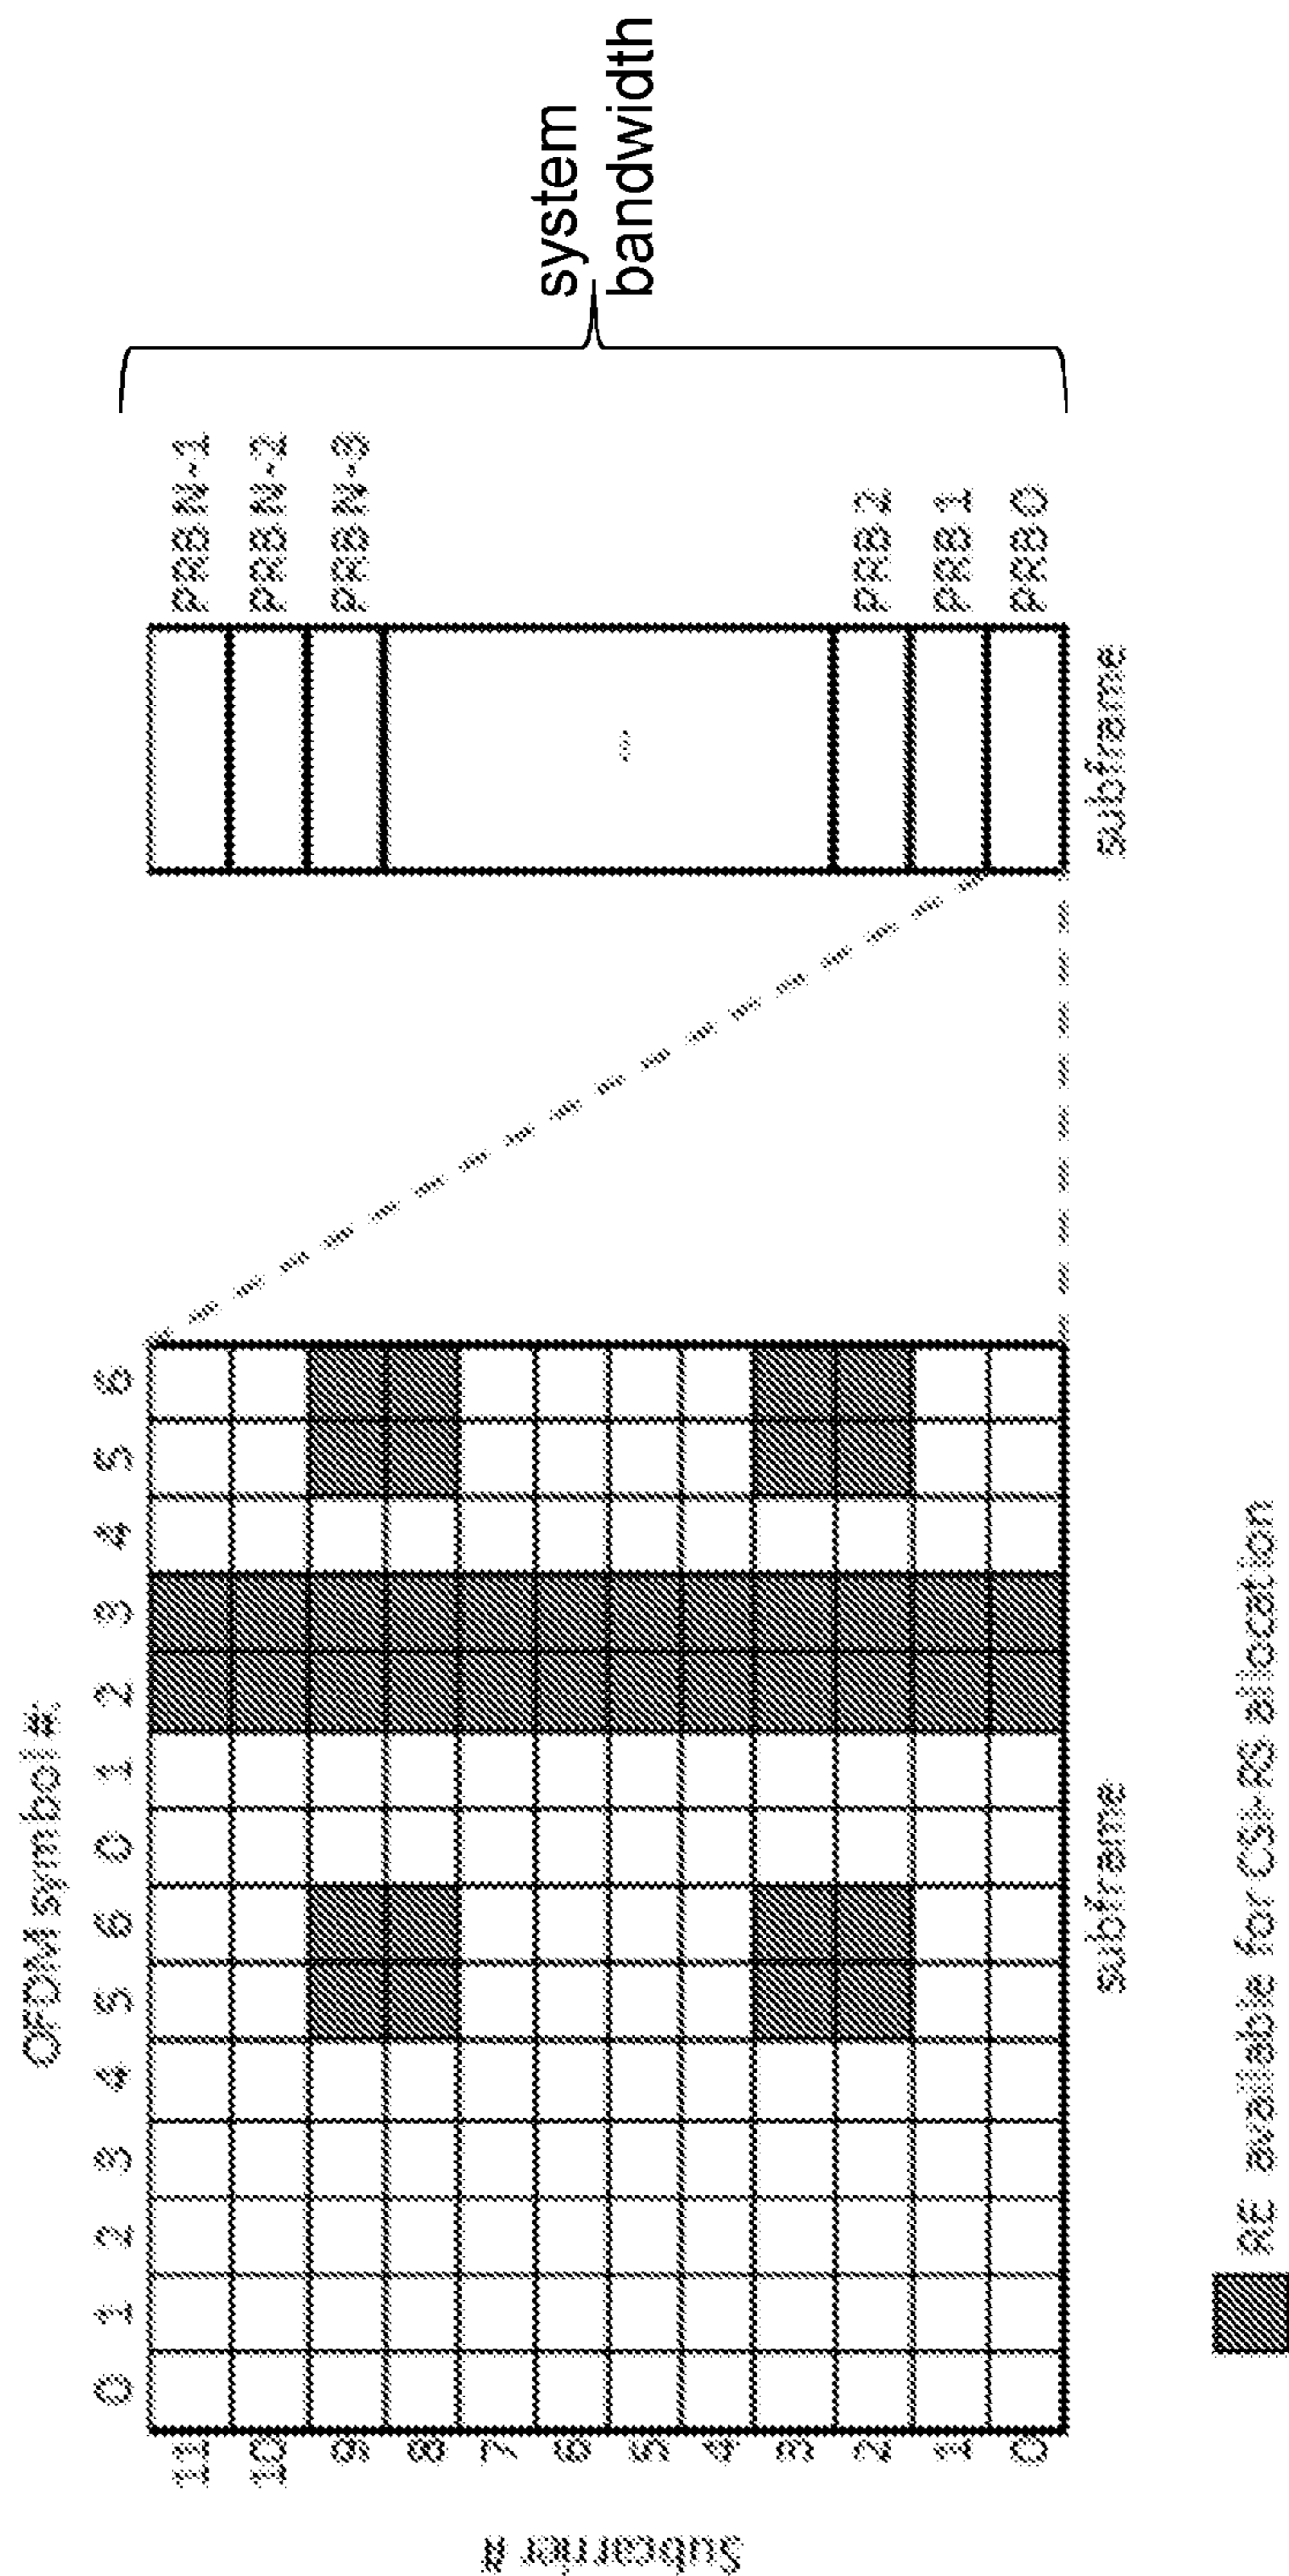 OFDM symbol #
0 1 2 3 4 5 6 0 1 2 3 4 5 6
Subcarrier #
11
10
9
8
7
6
5
4
3
2
1
0
subframe
PRB N-1
PRB N-2
PRB N-3
...
PRB 2
PRB 1
PRB 0
subframe
system
bandwidth
RE available for CSI-RS allocation